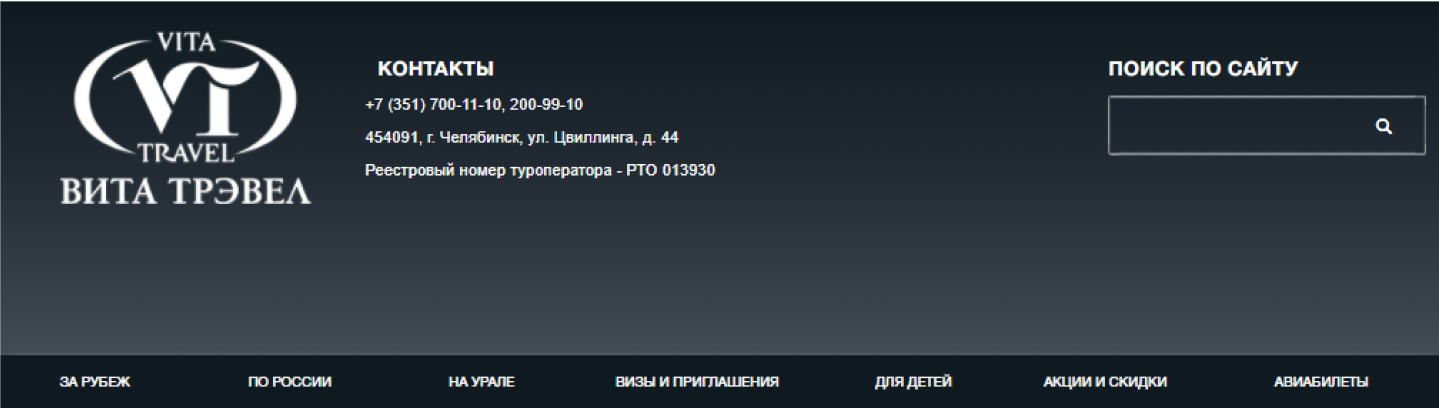 VITA
VT
TRAVEL
ВИТА ТРЭВЕЛ
КОНТАКТЫ
+7 (351) 700-11-10, 200-99-10
454091, г. Челябинск, ул. Цвиллинга, д. 44
Реестровый номер туроператора - РТО 013930
ПОИСК ПО САЙТУ
ЗА РУБЕЖ
ПО РОССИИ
НА УРАЛЕ
ВИЗЫ И ПРИГЛАШЕНИЯ
ДЛЯ ДЕТЕЙ
АКЦИИ И СКИДКИ
АВИАБИЛЕТЫ